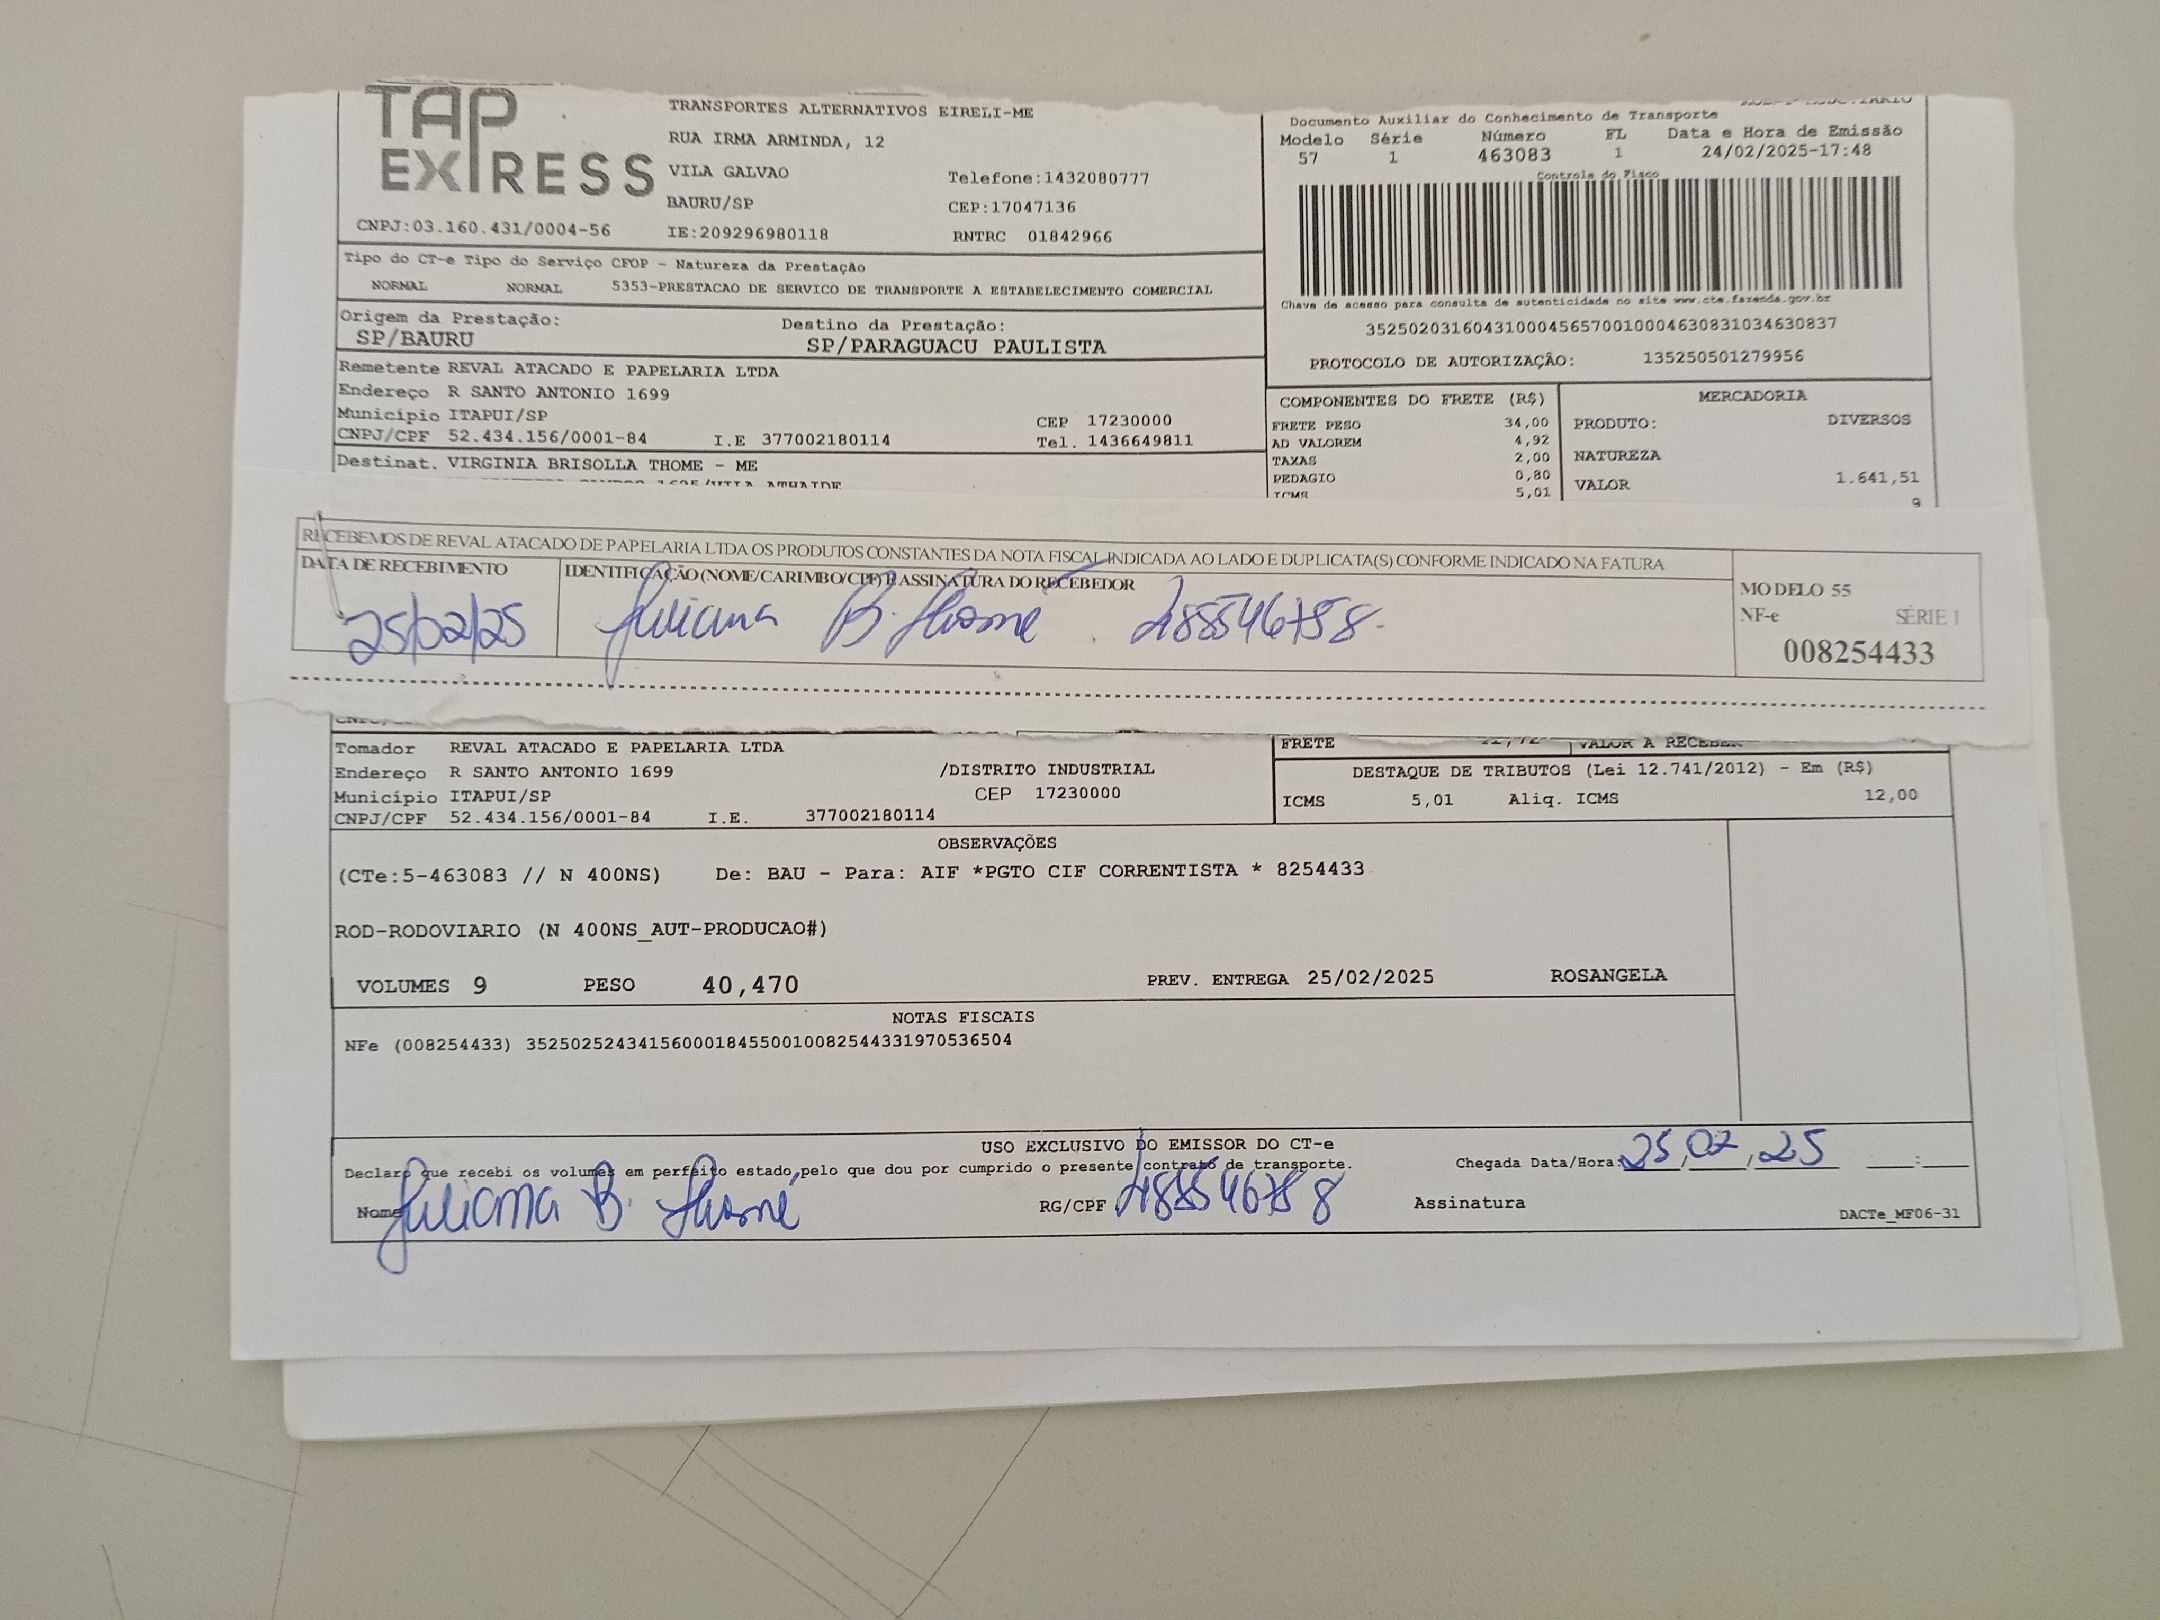 TAP EXPRESS
TRANSPORTES ALTERNATIVOS EIRELI-ME
RUA IRMA ARMINDA, 12
VILA GALVAO Telefone:1432080777
BAURU/SP CEP:17047136
CNPJ:03.160.431/0004-56 IE:209296980118 RNTRC 01842966
Documento Auxiliar do Conhecimento de Transporte
Modelo Série Número FL Data e Hora de Emissão
57 1 463083 1 24/02/2025-17:48
Controle do Fisco
Chave de acesso para consulta de autenticidade no site www.cte.fazenda.gov.br
35250203160431000456570010004630831034630837
PROTOCOLO DE AUTORIZAÇÃO: 135250501279956
Tipo do CT-e Tipo do Serviço CFOP - Natureza da Prestação
NORMAL NORMAL 5353-PRESTACAO DE SERVICO DE TRANSPORTE A ESTABELECIMENTO COMERCIAL
Origem da Prestação: Destino da Prestação:
SP/BAURU SP/PARAGUACU PAULISTA
Remetente REVAL ATACADO E PAPELARIA LTDA
Endereço R SANTO ANTONIO 1699
Município ITAPUI/SP CEP 17230000
CNPJ/CPF 52.434.156/0001-84 I.E 377002180114 Tel. 1436649811
Destinat. VIRGINIA BRISOLLA THOME - ME
COMPONENTES DO FRETE (R$) MERCADORIA
FRETE PESO 34,00 PRODUTO: DIVERSOS
AD VALOREM 4,92
TAXAS 2,00 NATUREZA
PEDAGIO 0,80 VALOR 1.641,51
ICMS 5,01 9
RECEBEMOS DE REVAL ATACADO DE PAPELARIA LTDA OS PRODUTOS CONSTANTES DA NOTA FISCAL INDICADA AO LADO E DUPLICATA(S) CONFORME INDICADO NA FATURA
DATA DE RECEBIMENTO IDENTIFICAÇÃO (NOME/CARIMBO/CPF) E ASSINATURA DO RECEBEDOR
25/02/25 Juliana B. Thomé 488546758
MODELO 55
NF-e SÉRIE 1
008254433
Tomador REVAL ATACADO E PAPELARIA LTDA
Endereço R SANTO ANTONIO 1699 /DISTRITO INDUSTRIAL
Município ITAPUI/SP CEP 17230000
CNPJ/CPF 52.434.156/0001-84 I.E. 377002180114
FRETE VALOR A RECEBER
DESTAQUE DE TRIBUTOS (Lei 12.741/2012) - Em (R$)
ICMS 5,01 Aliq. ICMS 12,00
OBSERVAÇÕES
(CTe:5-463083 // N 400NS) De: BAU - Para: AIF *PGTO CIF CORRENTISTA * 8254433
ROD-RODOVIARIO (N 400NS_AUT-PRODUCAO#)
VOLUMES 9 PESO 40,470 PREV. ENTREGA 25/02/2025 ROSANGELA
NOTAS FISCAIS
NFe (008254433) 35250252434156000184550010082544331970536504
USO EXCLUSIVO DO EMISSOR DO CT-e
Declaro que recebi os volumes em perfeito estado,pelo que dou por cumprido o presente contrato de transporte. Chegada Data/Hora: 25,02,25 :
Nome Juliana B. Thomé RG/CPF 488546758 Assinatura
DACTe_MF06-31